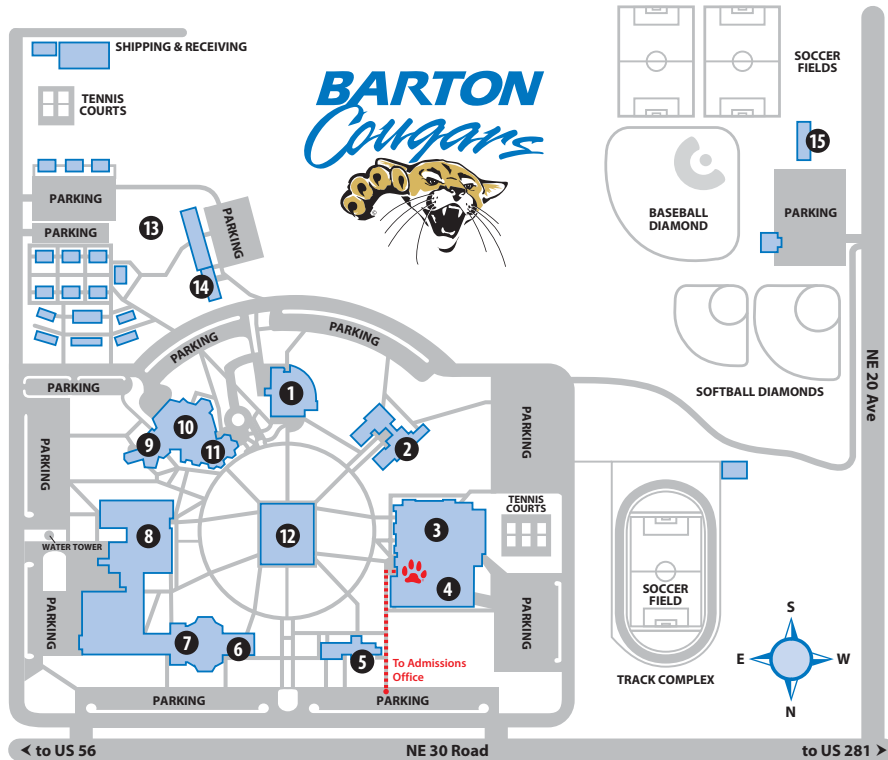 SHIPPING & RECEIVING
TENNIS
COURTS
BARTON
Cougars
SOCCER
FIELDS
15
PARKING
PARKING
PARKING
13
PARKING
14
BASEBALL
DIAMOND
PARKING
PARKING
PARKING
1
SOFTBALL DIAMONDS
NE 20 Ave
10
9
11
2
PARKING
PARKING
8
WATER TOWER
12
3
TENNIS
COURTS
4
PARKING
7
6
5
PARKING
To Admissions
Office
SOCCER
FIELD
TRACK COMPLEX
S
E
W
N
PARKING
PARKING
to US 56
NE 30 Road
to US 281